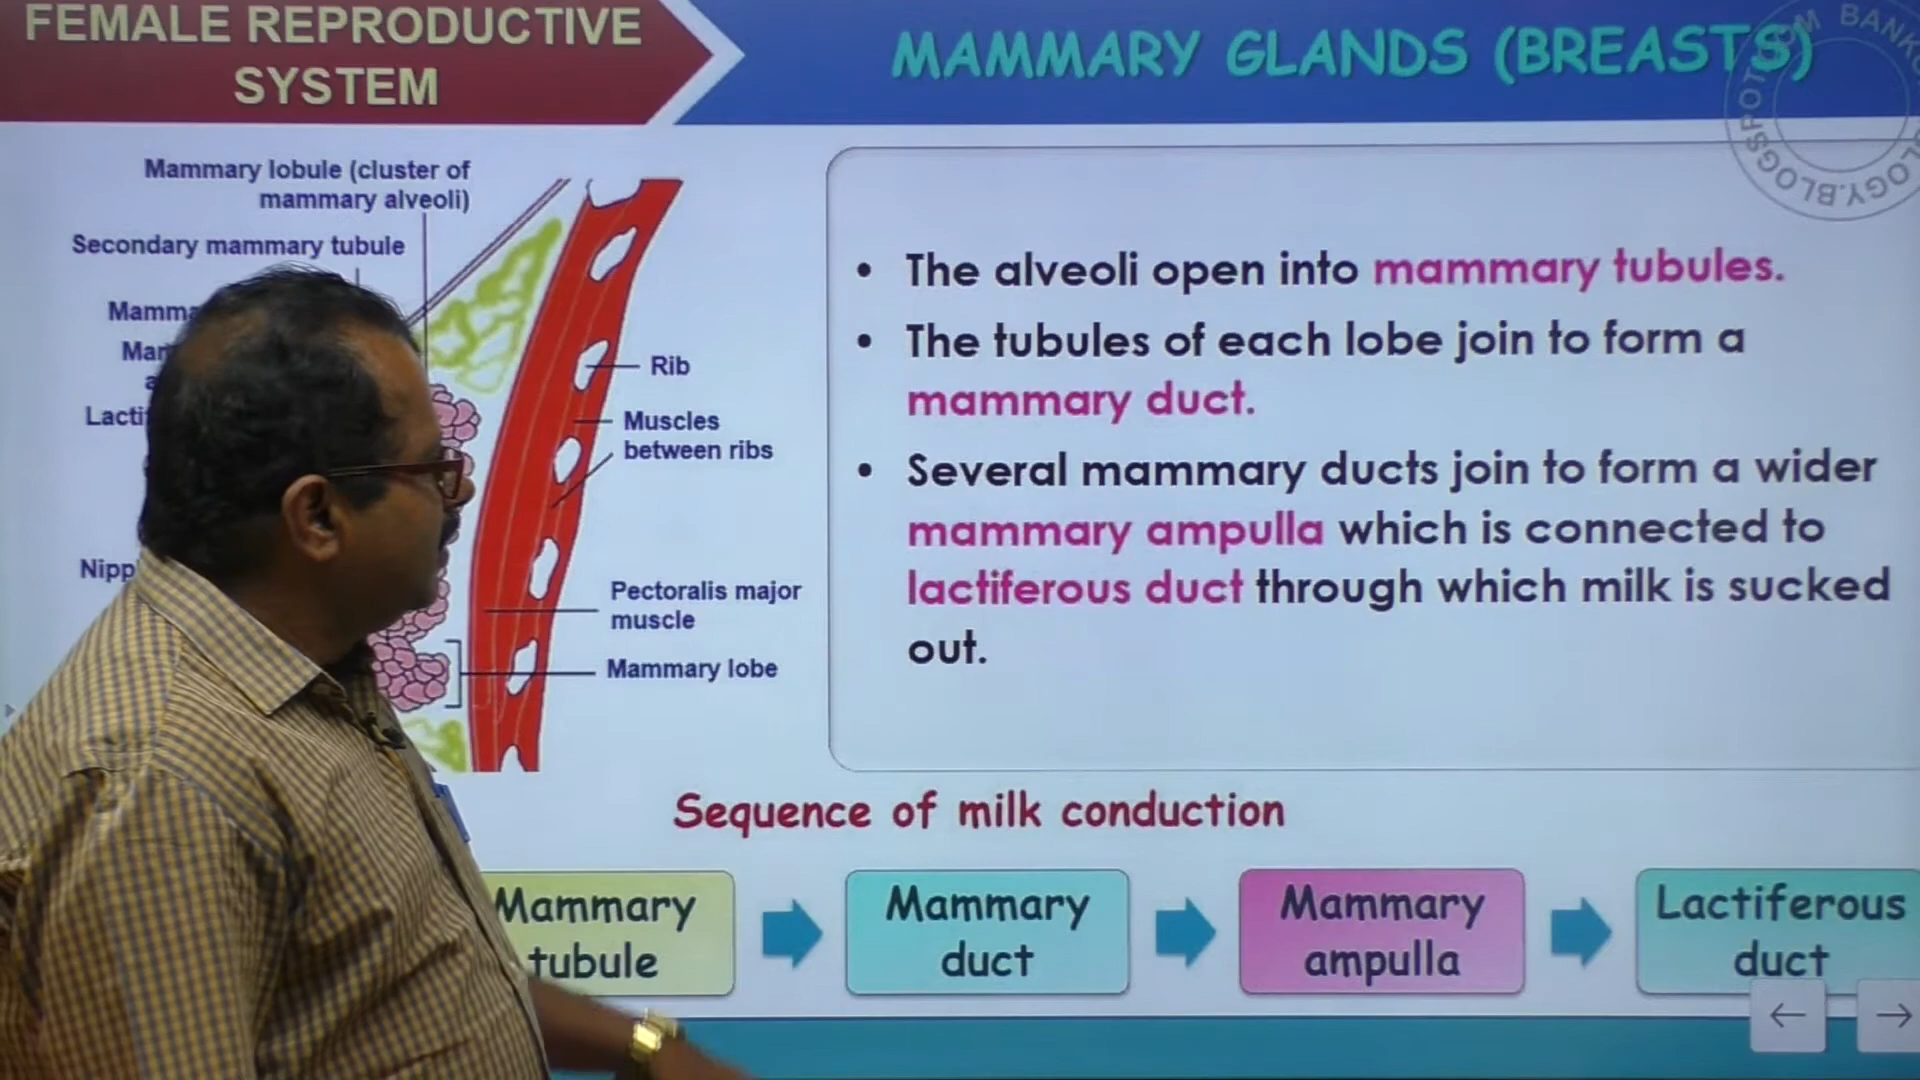 FEMALE REPRODUCTIVE
SYSTEM
MAMMARY GLANDS (BREASTS)
Mammary lobule (cluster of
mammary alveoli)
Secondary mammary tubule
Rib
Muscles
between ribs
Pectoralis major
muscle
Mammary lobe
• The alveoli open into mammary tubules.
• The tubules of each lobe join to form a
mammary duct.
• Several mammary ducts join to form a wider
mammary ampulla which is connected to
lactiferous duct through which milk is sucked
out.
Sequence of milk conduction
Mammary
tubule
Mammary
duct
Mammary
ampulla
Lactiferous
duct